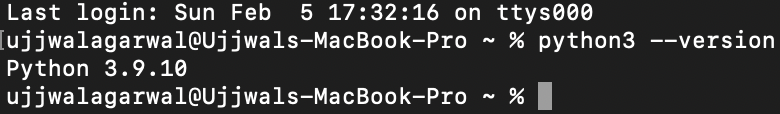 Last login: Sun Feb  5 17:32:16 on ttys000
ujjwalagarwal@Ujjwals-MacBook-Pro ~ % python3 --version
Python 3.9.10
ujjwalagarwal@Ujjwals-MacBook-Pro ~ %